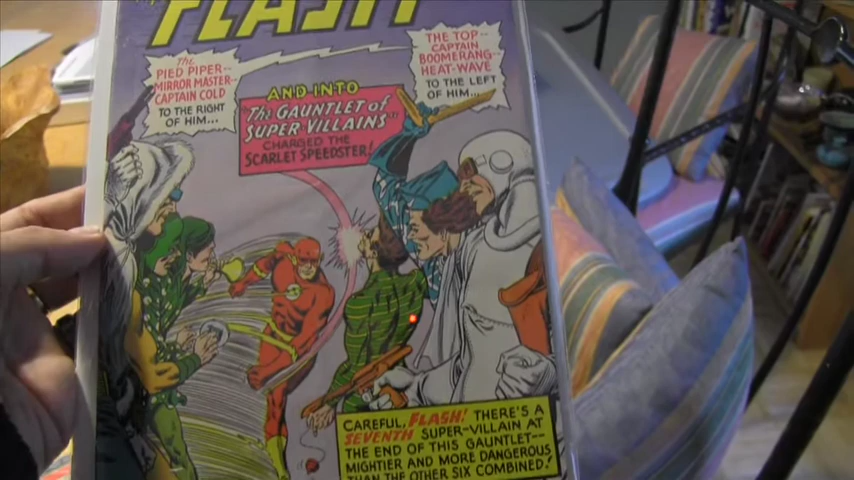 FLASH
The
PIED PIPER--
MIRROR MASTER--
CAPTAIN COLD
TO THE RIGHT
OF HIM...
THE TOP--
CAPTAIN
BOOMERANG--
HEAT-WAVE
TO THE LEFT
OF HIM...
AND INTO
The GAUNTLET of
SUPER-VILLAINS
CHARGED THE
SCARLET SPEEDSTER!
CAREFUL, FLASH! THERE'S A
SEVENTH SUPER-VILLAIN AT
THE END OF THIS GAUNTLET--
MIGHTIER AND MORE DANGEROUS
THAN THE OTHER SIX COMBINED!